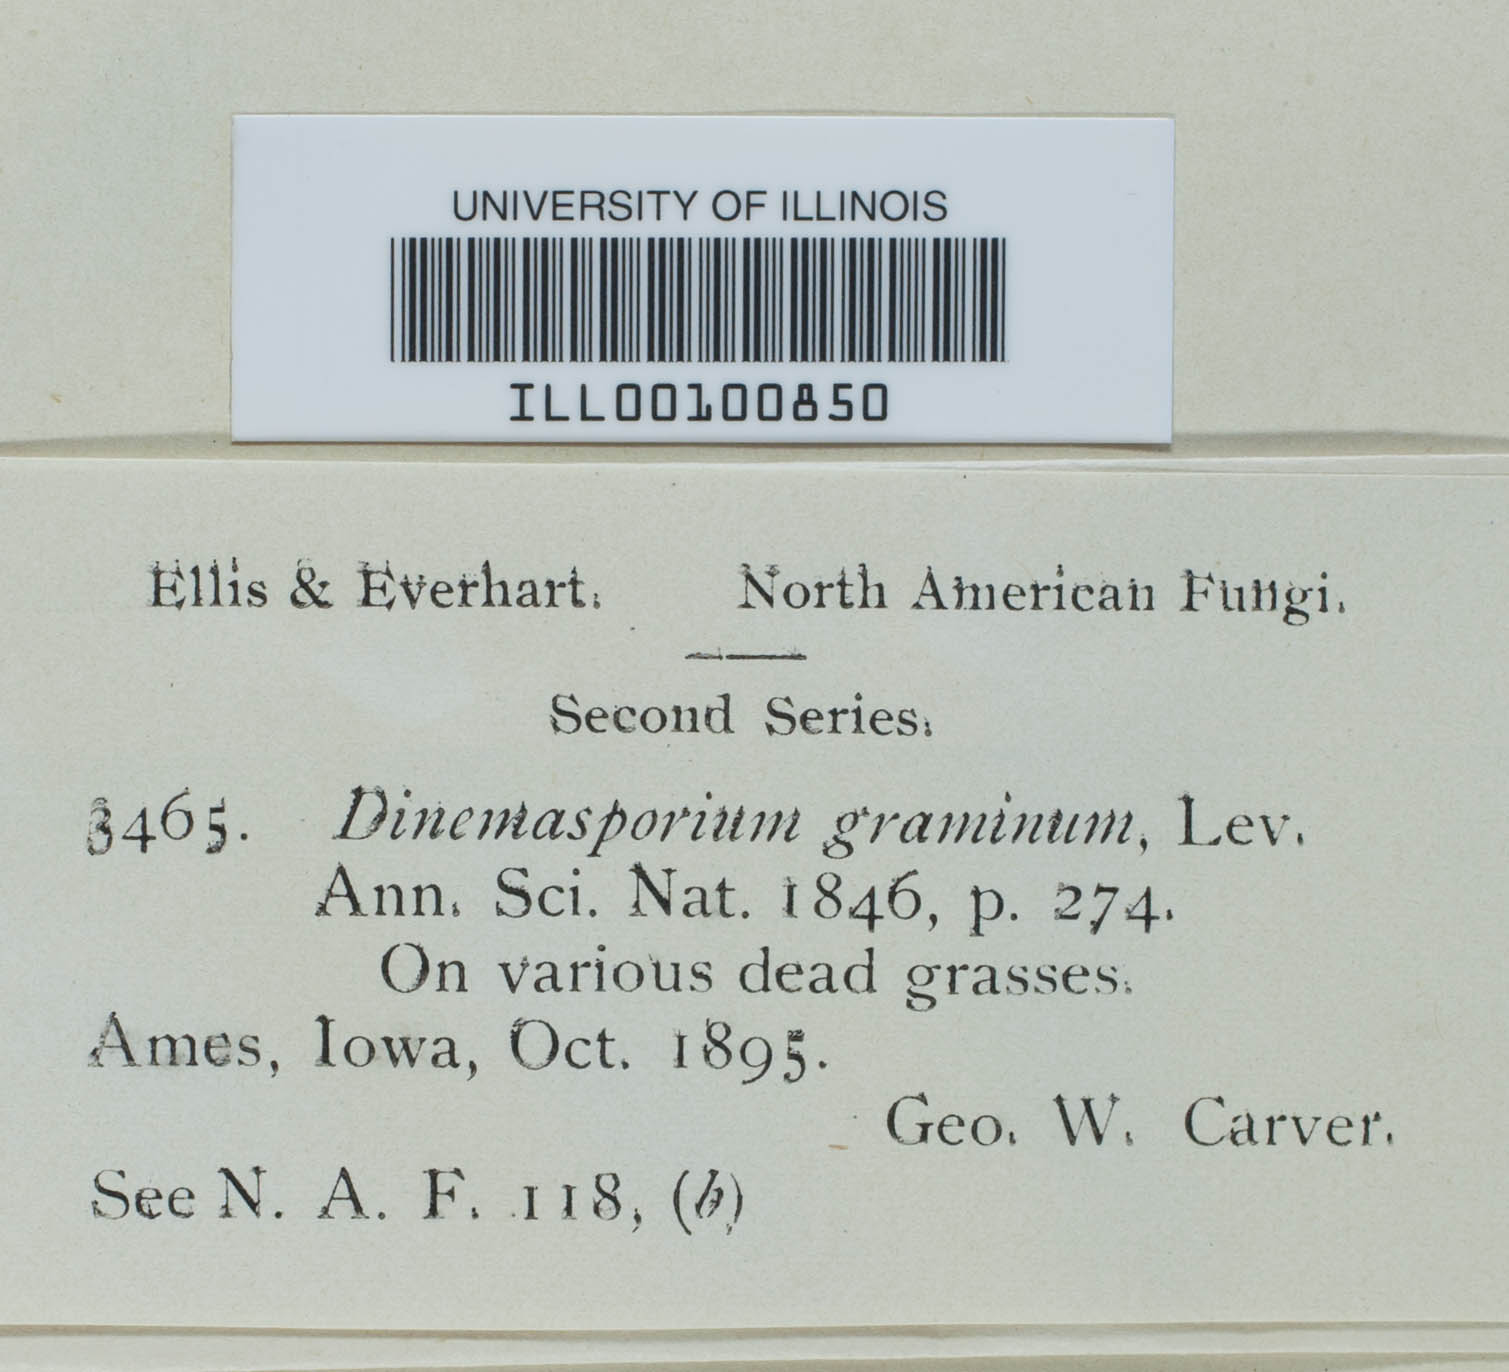 UNIVERSITY OF ILLINOIS
ILL00100850
Ellis & Everhart. North American Fungi.
Second Series.
3465. Dinemasporium graminum, Lev.
Ann. Sci. Nat. 1846, p. 274.
On various dead grasses.
Ames, Iowa, Oct. 1895.
Geo. W. Carver.
See N. A. F. 118, (b)